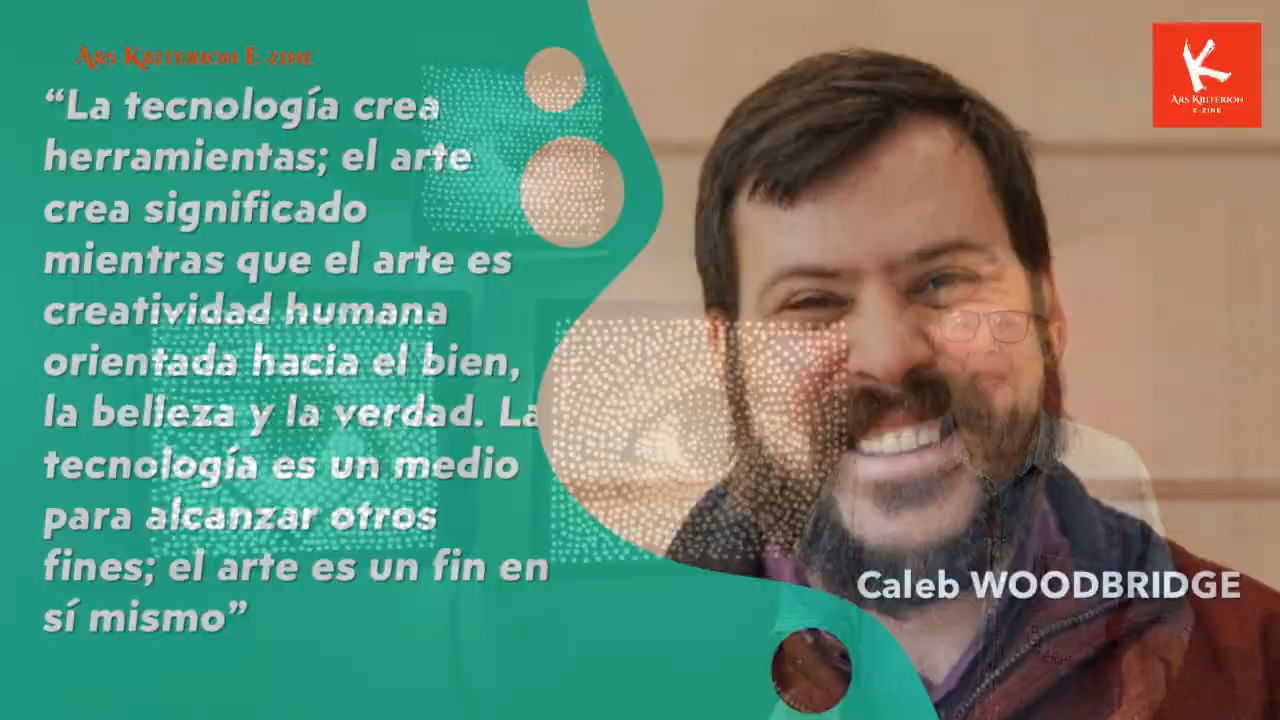 ARS KRITERION E-ZINE
“La tecnología crea
herramientas; el arte
crea significado
mientras que el arte es
creatividad humana
orientada hacia el bien,
la belleza y la verdad. La
tecnología es un medio
para alcanzar otros
fines; el arte es un fin en
sí mismo”
K
ARS KRITERION
E-ZINE
Caleb WOODBRIDGE